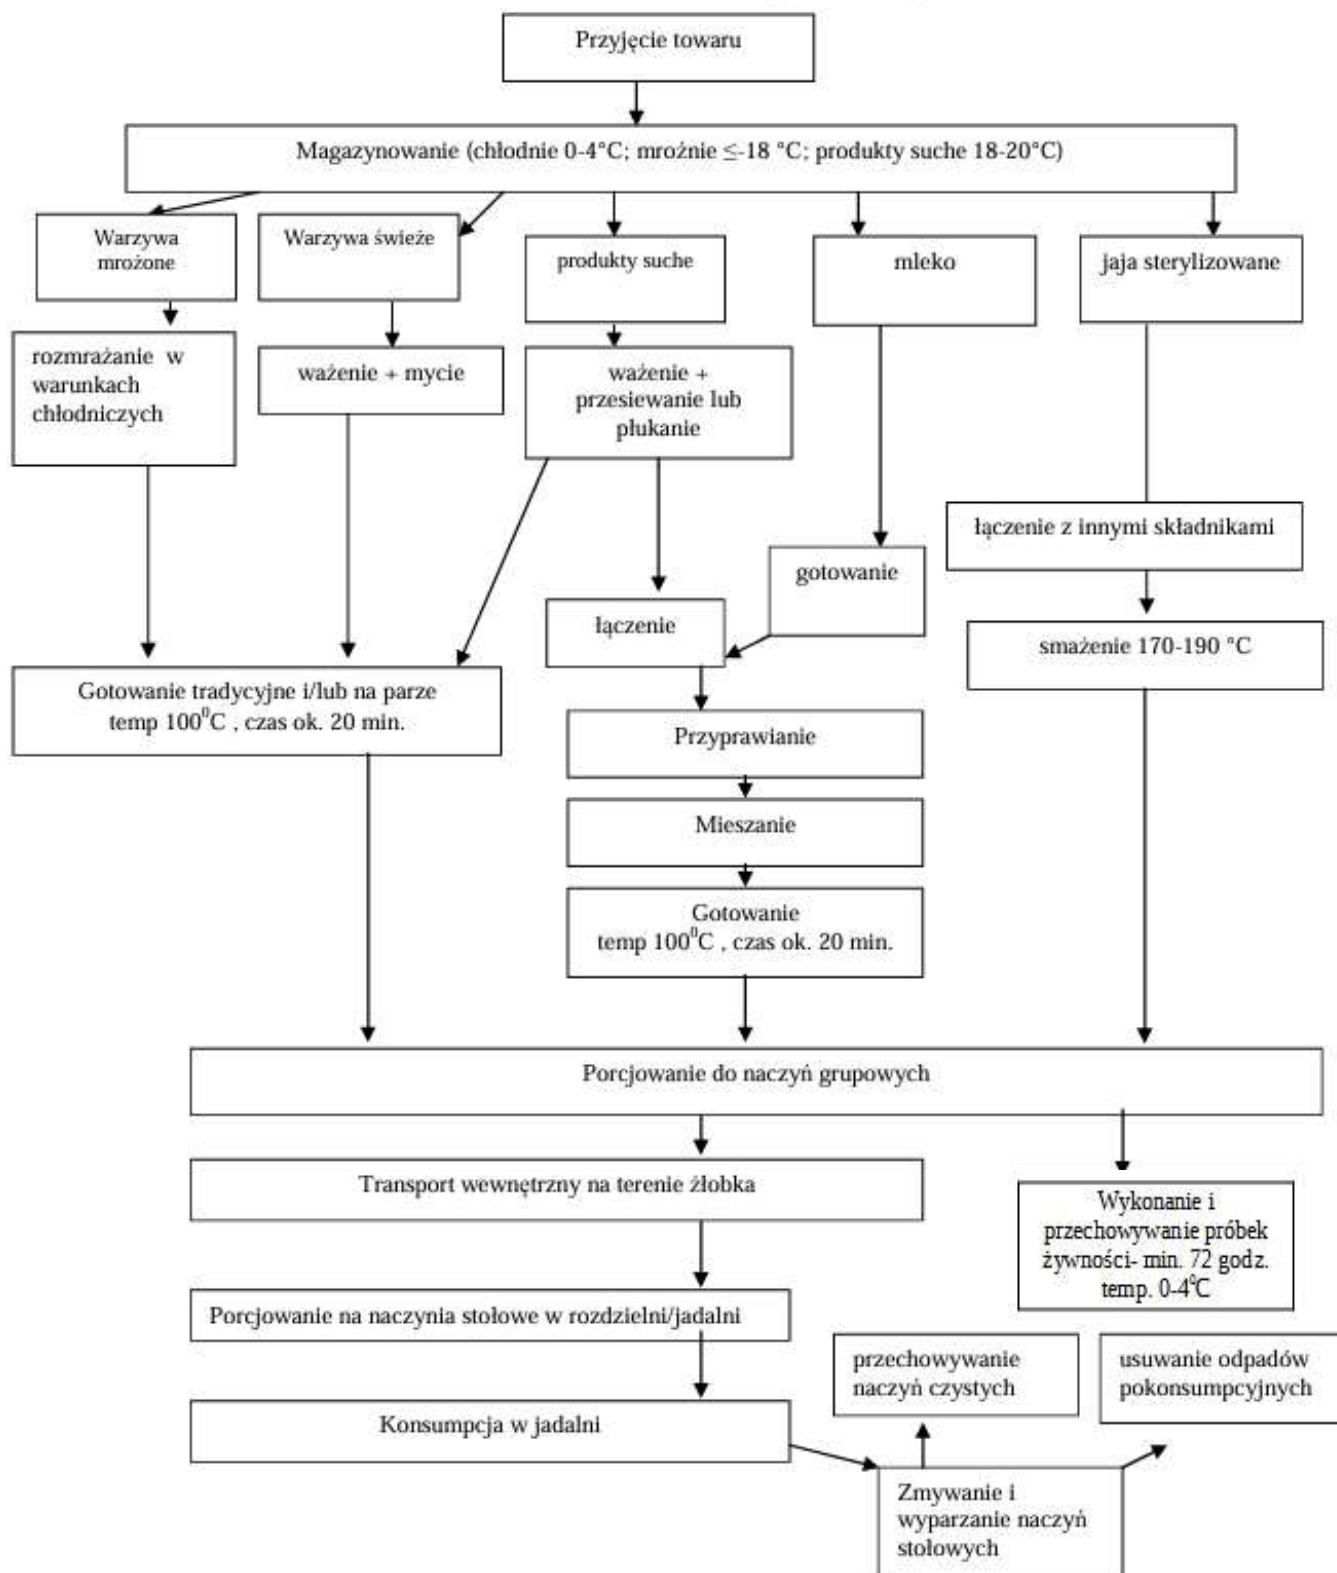 Przyjęcie towaru
Magazynowanie (chłodnie 0-4°C; mroźnie ≤-18 °C; produkty suche 18-20°C)
Warzywa
mrożone
Warzywa świeże
produkty suche
mleko
jaja sterylizowane
rozmrażanie w
warunkach
chłodniczych
ważenie + mycie
ważenie +
przesiewanie lub
płukanie
łączenie z innymi składnikami
gotowanie
łączenie
smażenie 170-190 °C
Gotowanie tradycyjne i/lub na parze
temp 100⁰C , czas ok. 20 min.
Przyprawianie
Mieszanie
Gotowanie
temp 100⁰C , czas ok. 20 min.
Porcjowanie do naczyń grupowych
Transport wewnętrzny na terenie żłobka
Wykonanie i
przechowywanie próbek
żywności- min. 72 godz.
temp. 0-4⁰C
Porcjowanie na naczynia stołowe w rozdzielni/jadalni
przechowywanie
naczyń czystych
usuwanie odpadów
pokonsumpcyjnych
Konsumpcja w jadalni
Zmywanie i
wyparzanie naczyń
stołowych